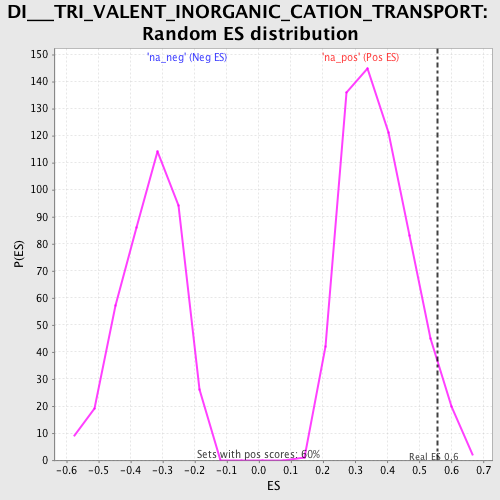 DI___TRI_VALENT_INORGANIC_CATION_TRANSPORT:
Random ES distribution
'na_neg' (Neg ES) 'na_pos' (Pos ES)
150
140
130
120
110
100
90
80
70
60
50
40
30
20
10
0
P(ES)
Sets with pos scores: 60%
Real ES 0.6
-0.6 -0.5 -0.4 -0.3 -0.2 -0.1 0.0 0.1 0.2 0.3 0.4 0.5 0.6 0.7
ES